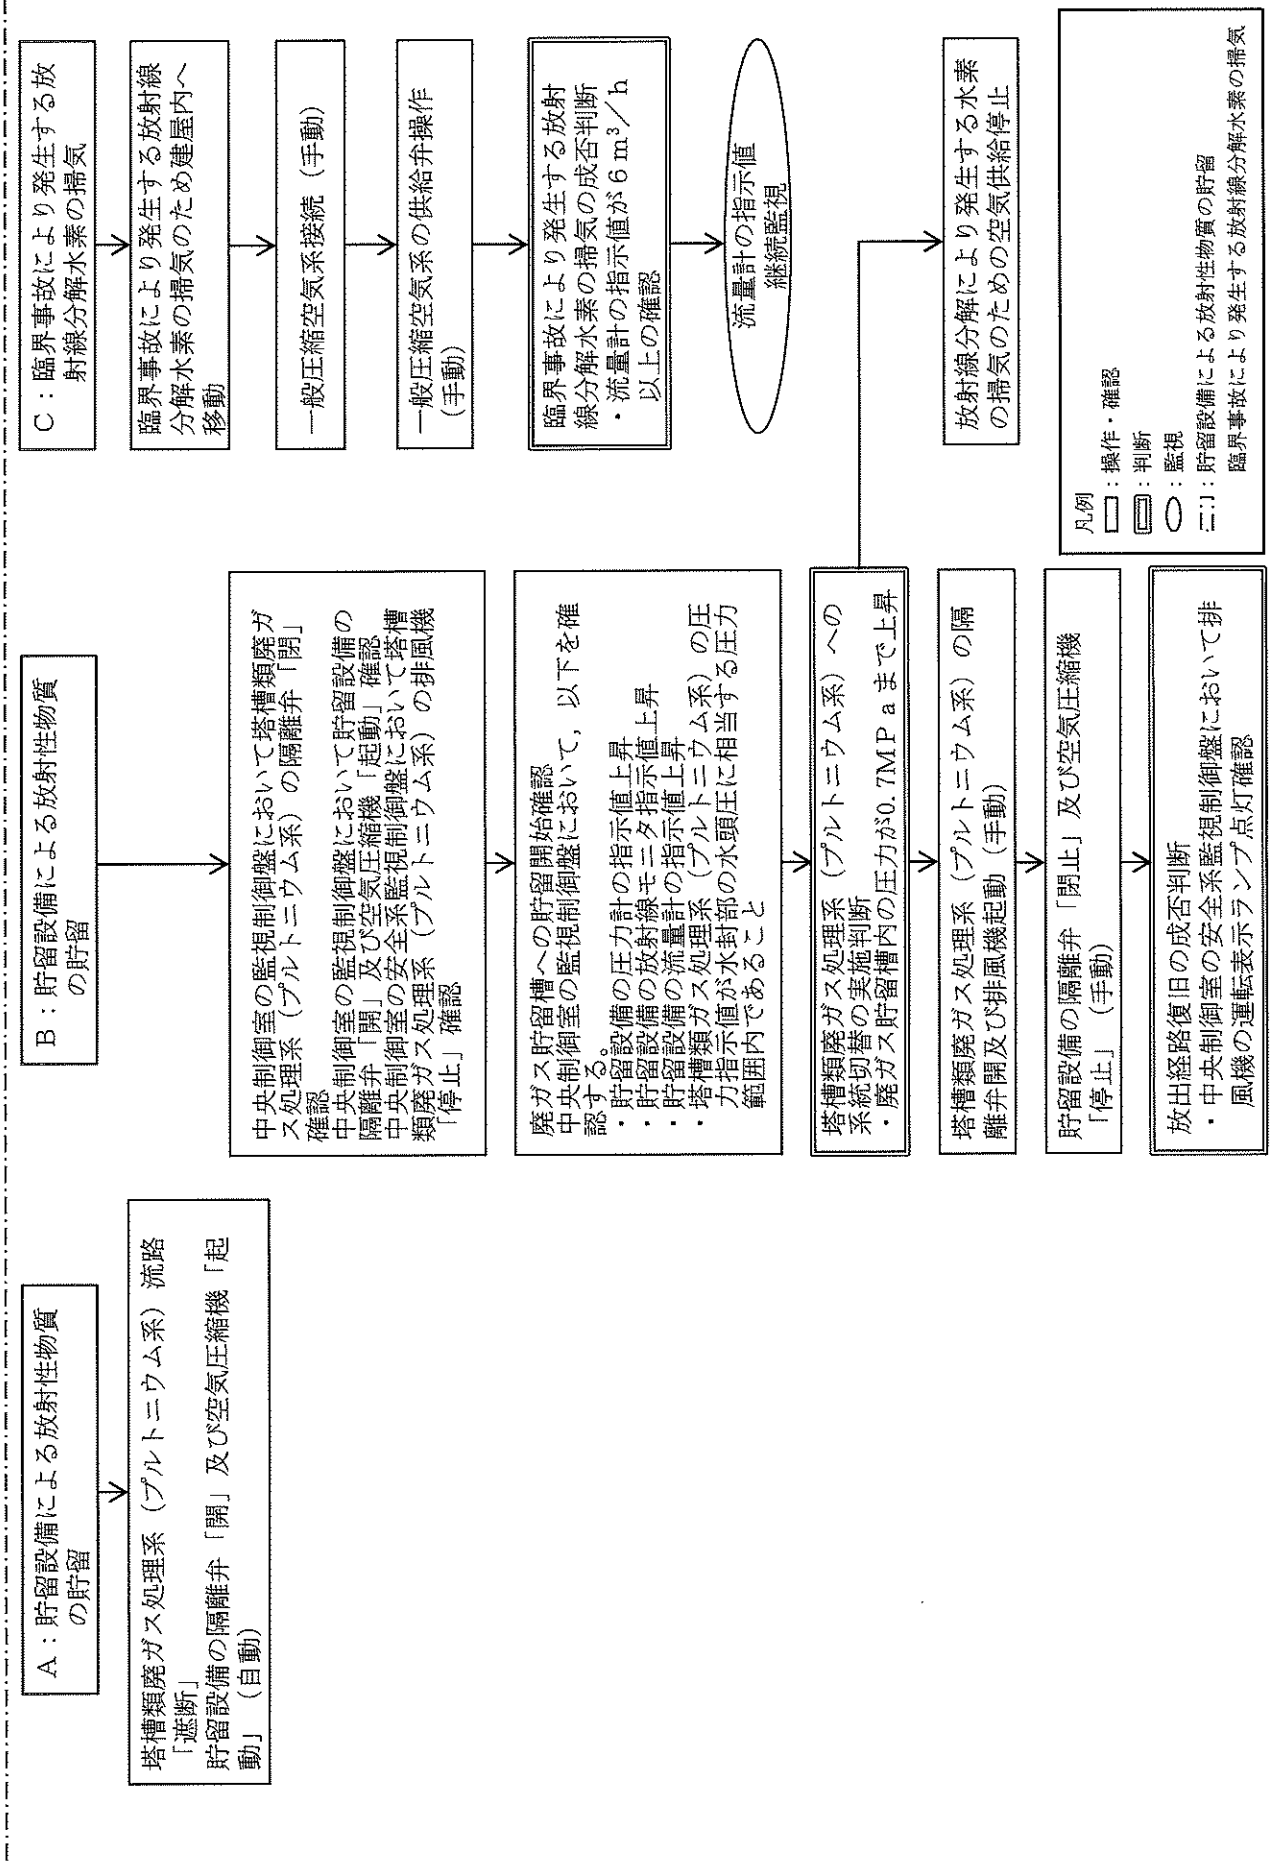 A：貯留設備による放射性物質
の貯留
塔槽類廃ガス処理系（プルトニウム系）流路
「遮断」
貯留設備の隔離弁「開」及び空気圧縮機「起
動」（自動）
B：貯留設備による放射性物質
の貯留
中央制御室の監視制御盤において塔槽類廃ガ
ス処理系（プルトニウム系）の隔離弁「閉」
確認
中央制御室の監視制御盤において貯留設備の
隔離弁「開」及び空気圧縮機「起動」確認
中央制御室の安全系監視制御盤において塔槽
類廃ガス処理系（プルトニウム系）の排風機
「停止」確認
廃ガス貯留槽への貯留開始確認
中央制御室の監視制御盤において，以下を確
認する。
・貯留設備の圧力計の指示値上昇
・貯留設備の放射線モニタ指示値上昇
・貯留設備の流量計の指示値上昇
・塔槽類廃ガス処理系（プルトニウム系）の圧
力指示値が水封部の水頭圧に相当する圧力
範囲内であること
塔槽類廃ガス処理系（プルトニウム系）への
系統切替の実施判断
・廃ガス貯留槽内の圧力が0.7MPaまで上昇
塔槽類廃ガス処理系（プルトニウム系）の隔
離弁開及び排風機起動（手動）
貯留設備の隔離弁「閉止」及び空気圧縮機
「停止」（手動）
放出経路復旧の成否判断
・中央制御室の安全系監視制御盤において排
風機の運転表示ランプ点灯確認
C：臨界事故により発生する放
射線分解水素の掃気
臨界事故により発生する放射線
分解水素の掃気のため建屋内へ
移動
一般圧縮空気系接続（手動）
一般圧縮空気系の供給弁操作
（手動）
臨界事故により発生する放射
線分解水素の掃気の成否判断
・流量計の指示値が6m³／h
以上の確認
流量計の指示値
継続監視
放射線分解により発生する水素
の掃気のための空気供給停止
凡例
：操作・確認
：判断
：監視
：貯留設備による放射性物質の貯留
臨界事故により発生する放射線分解水素の掃気